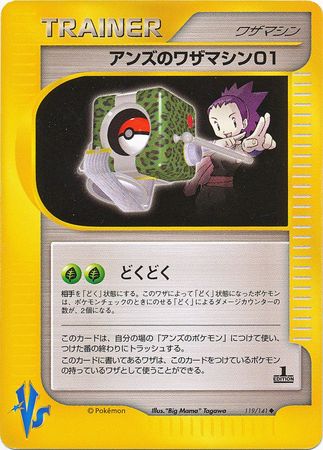 TRAINER
ワザマシン
アンズのワザマシン01
どくどく
相手を「どく」状態にする。このワザによって「どく」状態になったポケモンは、
ポケモンチェックのときにのせる「どく」によるダメージカウンターの
数が、2個になる。
このカードは、自分の場の「アンズのポケモン」につけて使い、
つけた番の終わりにトラッシュする。
このカードに書いてあるワザは、このカードをつけているポケモ
ンの持っているワザとして使うことができる。
1
EDITION
VS
© Pokémon
Illus. "Big Mama" Tagawa
119/141